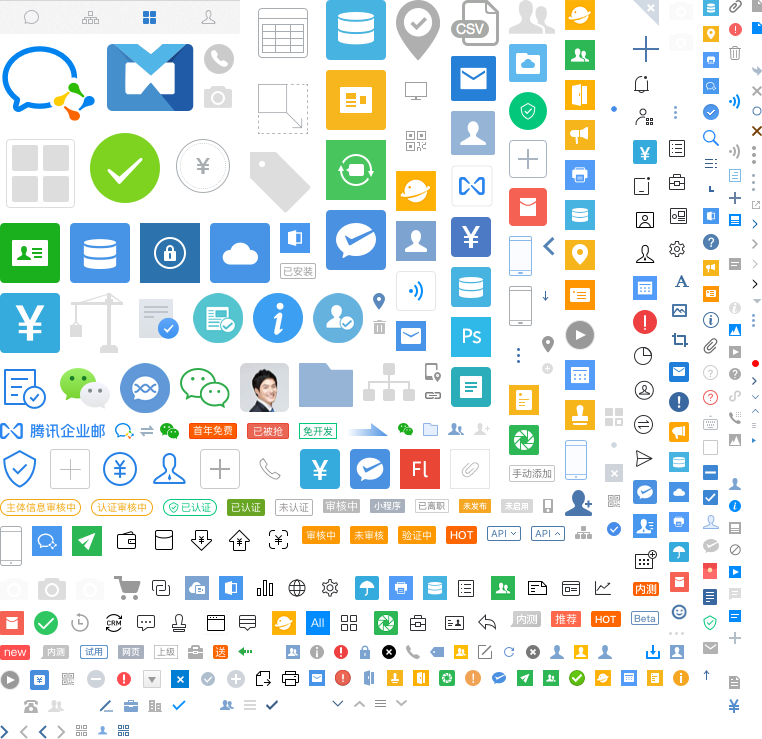 CSV
¥
已安装
¥
¥
¥
Ps
腾讯企业邮
首年免费
已被抢
免开发
¥
¥
Fl
手动添加
主体信息审核中
认证审核中
已认证
已认证
未认证
审核中
小程序
已离职
未发布
未启用
审核中
未审核
验证中
HOT
API
API
内测
CRM
All
内测
推荐
HOT
Beta
new
内测
试用
网页
上级
送
¥
A
¥